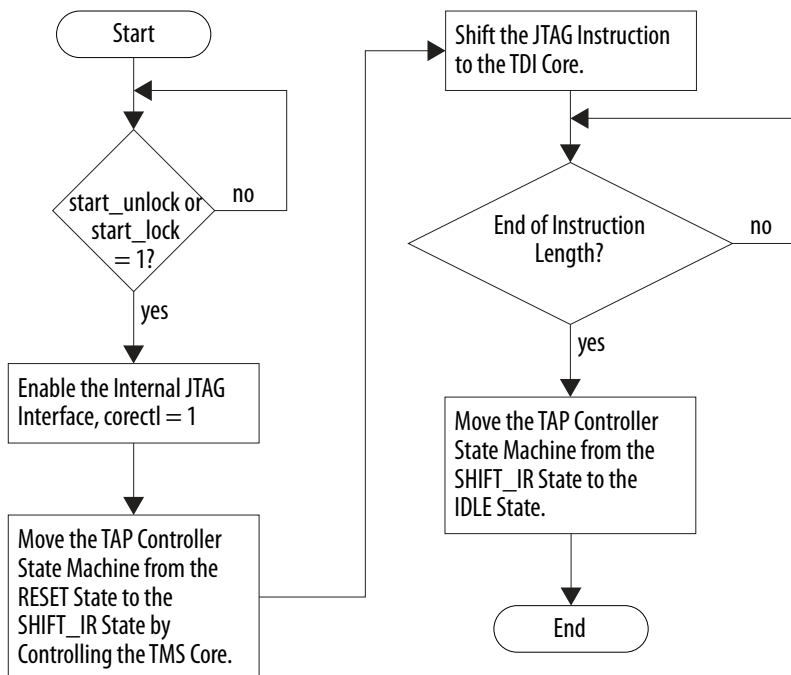 Start
start_unlock or
start_lock
= 1?
no
yes
Enable the Internal JTAG
Interface, corectl = 1
Move the TAP Controller
State Machine from the
RESET State to the
SHIFT_IR State by
Controlling the TMS Core.
Shift the JTAG Instruction
to the TDI Core.
End of Instruction
Length?
no
yes
Move the TAP Controller
State Machine from the
SHIFT_IR State to the
IDLE State.
End